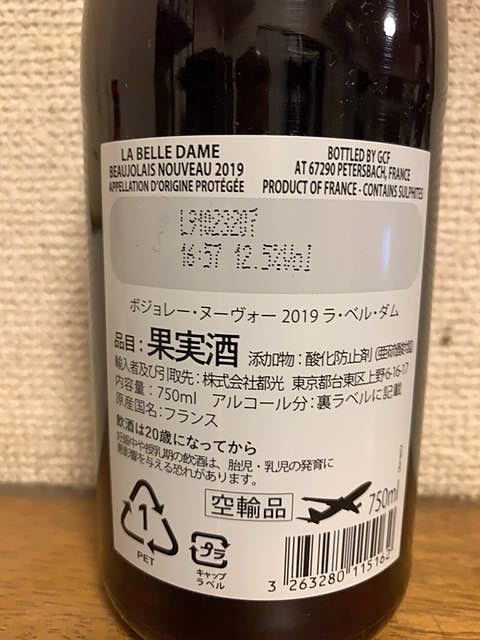 LA BELLE DAME
BEAUJOLAIS NOUVEAU 2019
APPELLATION D'ORIGINE PROTÉGÉE
BOTTLED BY GCF
AT 67290 PETERSBACH, FRANCE
PRODUCT OF FRANCE - CONTAINS SULPHITES
L91023207
16:57 12.5%Vol
ボジョレー・ヌーヴォー 2019 ラ・ベル・ダム
品目：果実酒 添加物：酸化防止剤（亜硫酸塩）
輸入者及び引取先：株式会社都光 東京都台東区上野6-16-17
内容量：750ml アルコール分：裏ラベルに記載
原産国名：フランス
飲酒は20歳になってから
妊娠中や授乳期の飲酒は、胎児・乳児の発育に
悪影響を与える恐れがあります。
空輸品
750ml
1
PET
プラ
キャップ
ラベル
3 263280 115162